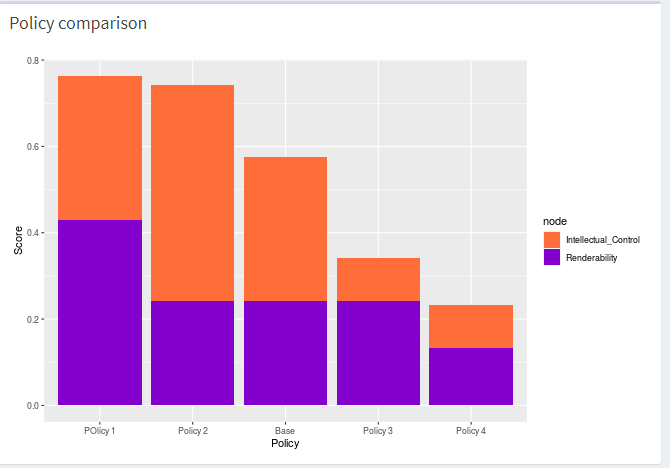 Policy comparison
0.8
0.6
0.4
0.2
0.0
Score
POlicy 1 Policy 2 Base Policy 3 Policy 4
Policy
node
Intellectual_Control
Renderability